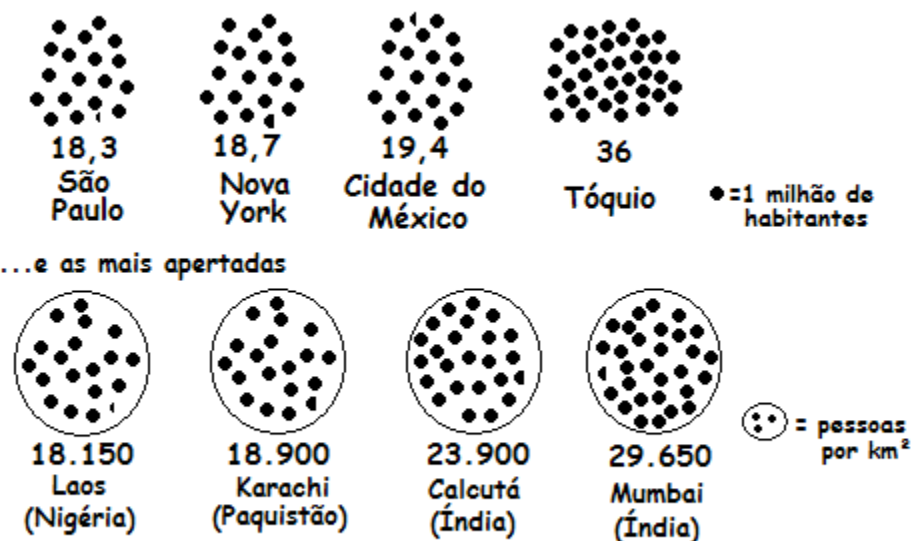 18,3
São
Paulo
18,7
Nova
York
19,4
Cidade do
México
36
Tóquio
=1 milhão de
habitantes
...e as mais apertadas
18.150
Laos
(Nigéria)
18.900
Karachi
(Paquistão)
23.900
Calcutá
(Índia)
29.650
Mumbai
(Índia)
= pessoas
por km²